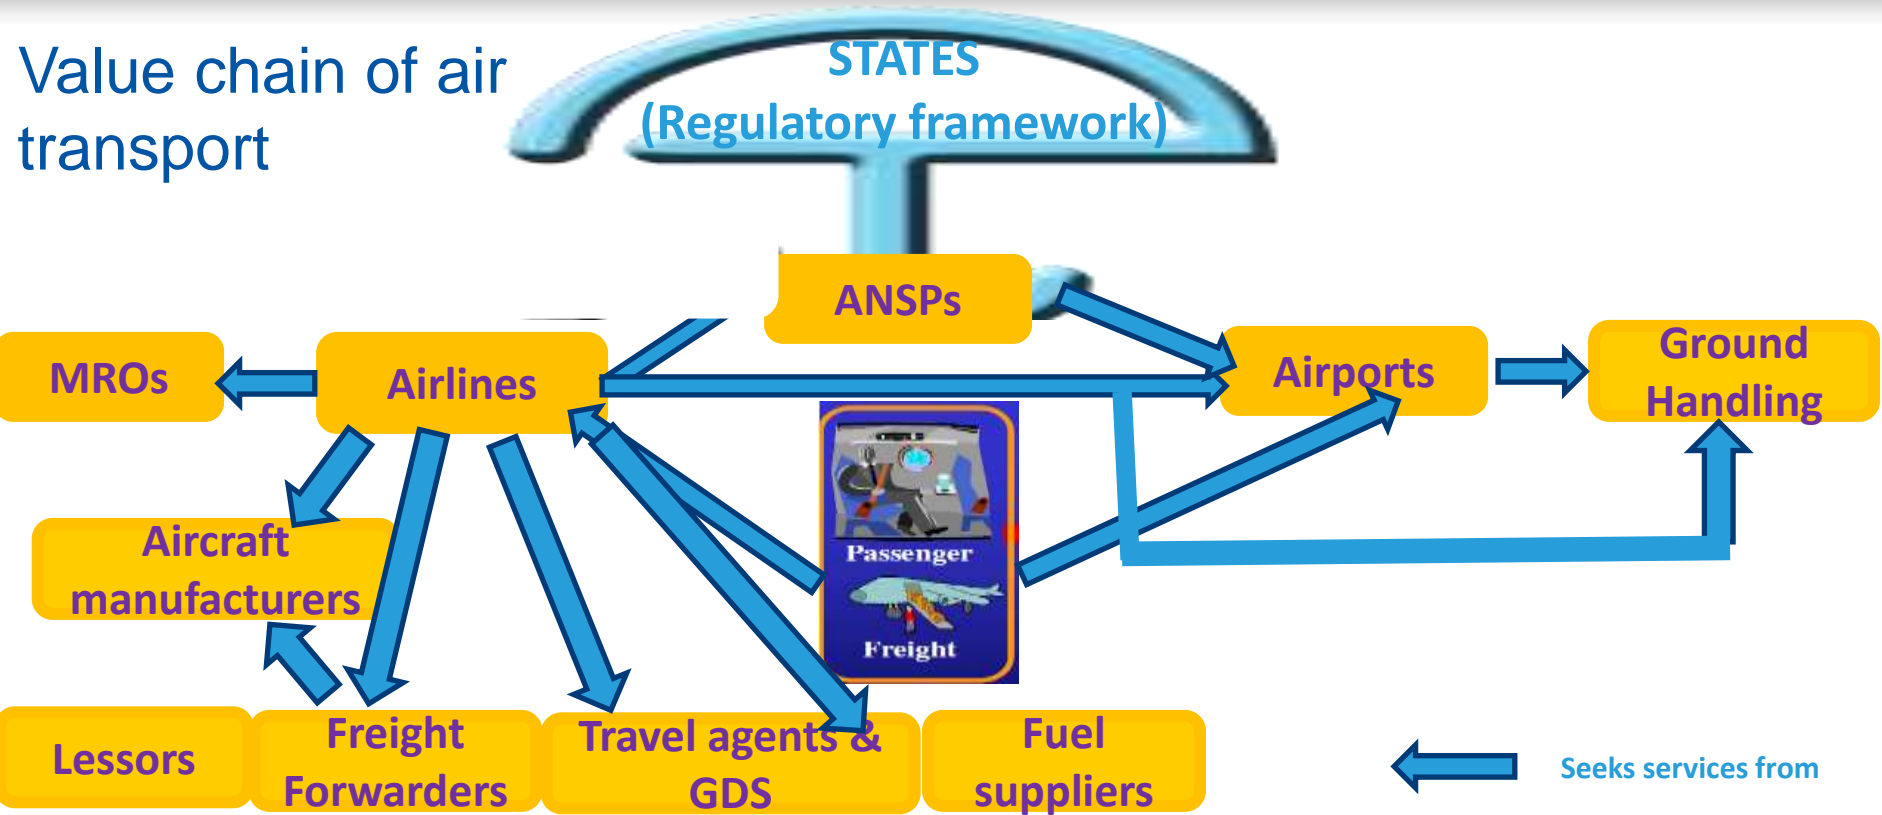 Value chain of air
transport
STATES
(Regulatory framework)
ANSPs
MROs
Airlines
Airports
Ground
Handling
Aircraft
manufacturers
Passenger
Freight
Lessors
Freight
Forwarders
Travel agents &
GDS
Fuel
suppliers
Seeks services from